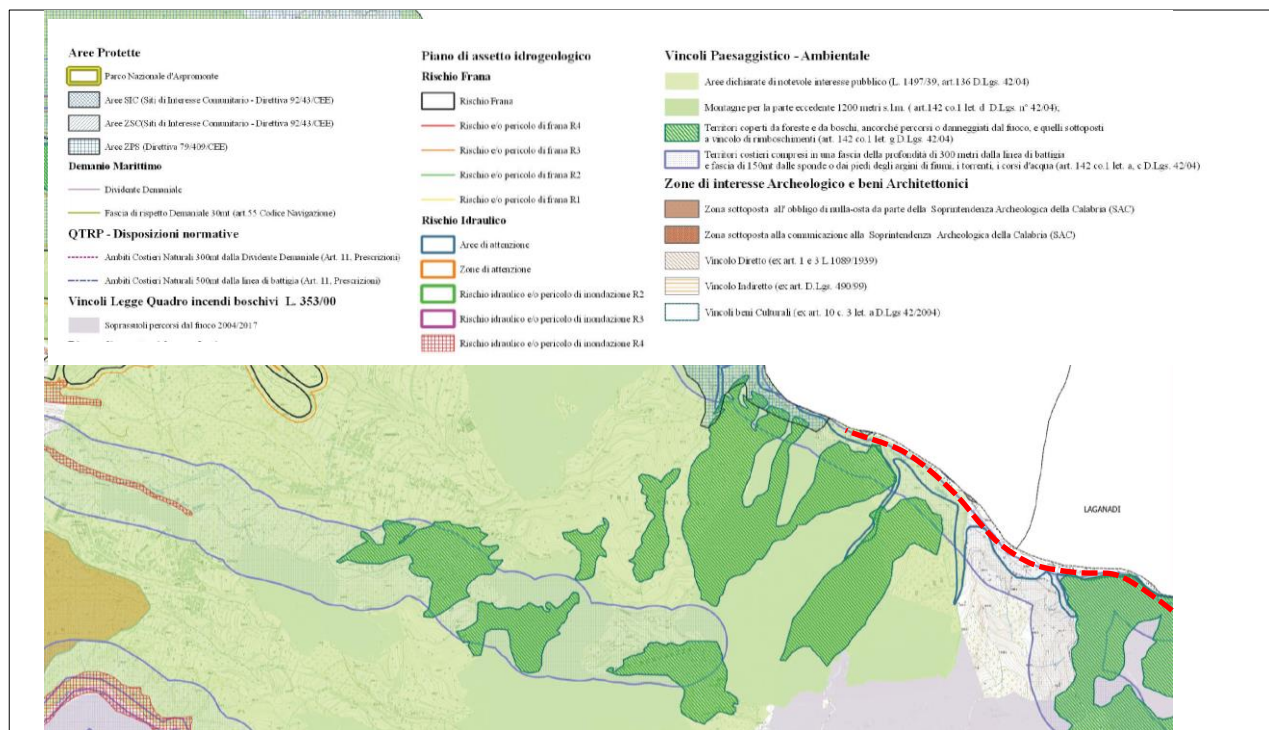 Aree Protette
Parco Nazionale d'Aspromonte
Aree SIC (Siti di Interesse Comunitario - Direttiva 92/43/CEE)
Aree ZSC(Siti di Interesse Comunitario - Direttiva 92/43/CEE)
Aree ZPS (Direttiva 79/409/CEE)
Demanio Marittimo
Dividente Demaniale
Fascia di rispetto Demaniale 30mt (art.55 Codice Navigazione)
QTRP - Disposizioni normative
Ambiti Costieri Naturali 300mt dalla Dividente Demaniale (Art. 11, Prescrizioni)
Ambiti Costieri Naturali 500mt dalla linea di battigia (Art. 11, Prescrizioni)
Vincoli Legge Quadro incendi boschivi L. 353/00
Soprassuoli percorsi dal fuoco 2004/2017
Piano di assetto idrogeologico
Rischio Frana
Rischio Frana
Rischio e/o pericolo di frana R4
Rischio e/o pericolo di frana R3
Rischio e/o pericolo di frana R2
Rischio e/o pericolo di frana R1
Rischio Idraulico
Aree di attenzione
Zone di attenzione
Rischio idraulico e/o pericolo di inondazione R2
Rischio idraulico e/o pericolo di inondazione R3
Rischio idraulico e/o pericolo di inondazione R4
Vincoli Paesaggistico - Ambientale
Aree dichiarate di notevole interesse pubblico (L. 1497/39, art.136 D.Lgs. 42/04)
Montagne per la parte eccedente 1200 metri s.l.m. ( art.142 co.1 let. d D.Lgs. n° 42/04);
Territori coperti da foreste e da boschi, ancorché percorsi o danneggiati dal fuoco, e quelli sottoposti
a vincolo di rimboschimenti (art. 142 co.1 let. g D.Lgs. 42/04)
Territori costieri compresi in una fascia della profondità di 300 metri dalla linea di battigia
e fascia di 150mt dalle sponde o dai piedi degli argini di fiumi, i torrenti, i corsi d'acqua (art. 142 co.1 let. a, c D.Lgs. 42/04)
Zone di interesse Archeologico e beni Architettonici
Zona sottoposta all' obbligo di nulla-osta da parte della Soprintendenza Archeologica della Calabria (SAC)
Zona sottoposta alla comunicazione alla Soprintendenza Archeologica della Calabria (SAC)
Vincolo Diretto (ex art. 1 e 3 L.1089/1939)
Vincolo Indiretto (ex art. D.Lgs. 490/99)
Vincoli beni Culturali (ex art. 10 c. 3 let. a D.Lgs 42/2004)
LAGANADI